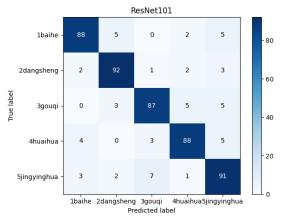 ResNet101
True label
1baihe 88 5 0 2 5
2dangsheng 2 92 1 2 3
3gouqi 0 3 87 5 5
4huaihua 4 0 3 88 5
5jingyinghua 3 2 7 1 91
1baihe 2dangsheng 3gouqi 4huaihua 5jingyinghua
Predicted label
80
60
40
20
0